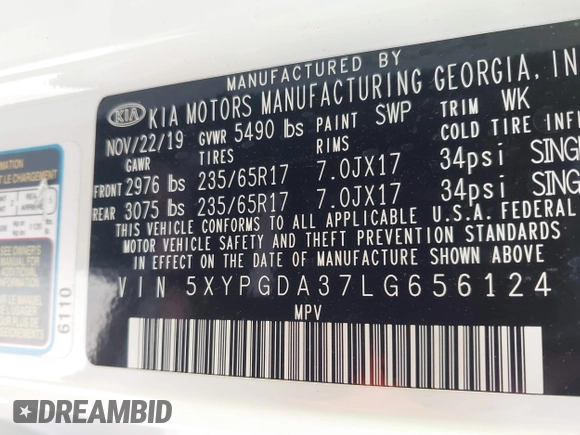 MANUFACTURED BY
KIA KIA MOTORS MANUFACTURING GEORGIA, IN
NOV/22/19 GVWR 5490 lbs PAINT SWP TRIM WK
GAWR TIRES RIMS COLD TIRE INFL
FRONT 2976 lbs 235/65R17 7.0JX17 34psi SINGL
REAR 3075 lbs 235/65R17 7.0JX17 34psi SING
THIS VEHICLE CONFORMS TO ALL APPLICABLE U.S.A. FEDERAL
MOTOR VEHICLE SAFETY AND THEFT PREVENTION STANDARDS
IN EFFECT ON THE DATE OF MANUFACTURE SHOWN ABOVE
VIN 5XYPGDA37LG656124
MPV
6110
DREAMBID